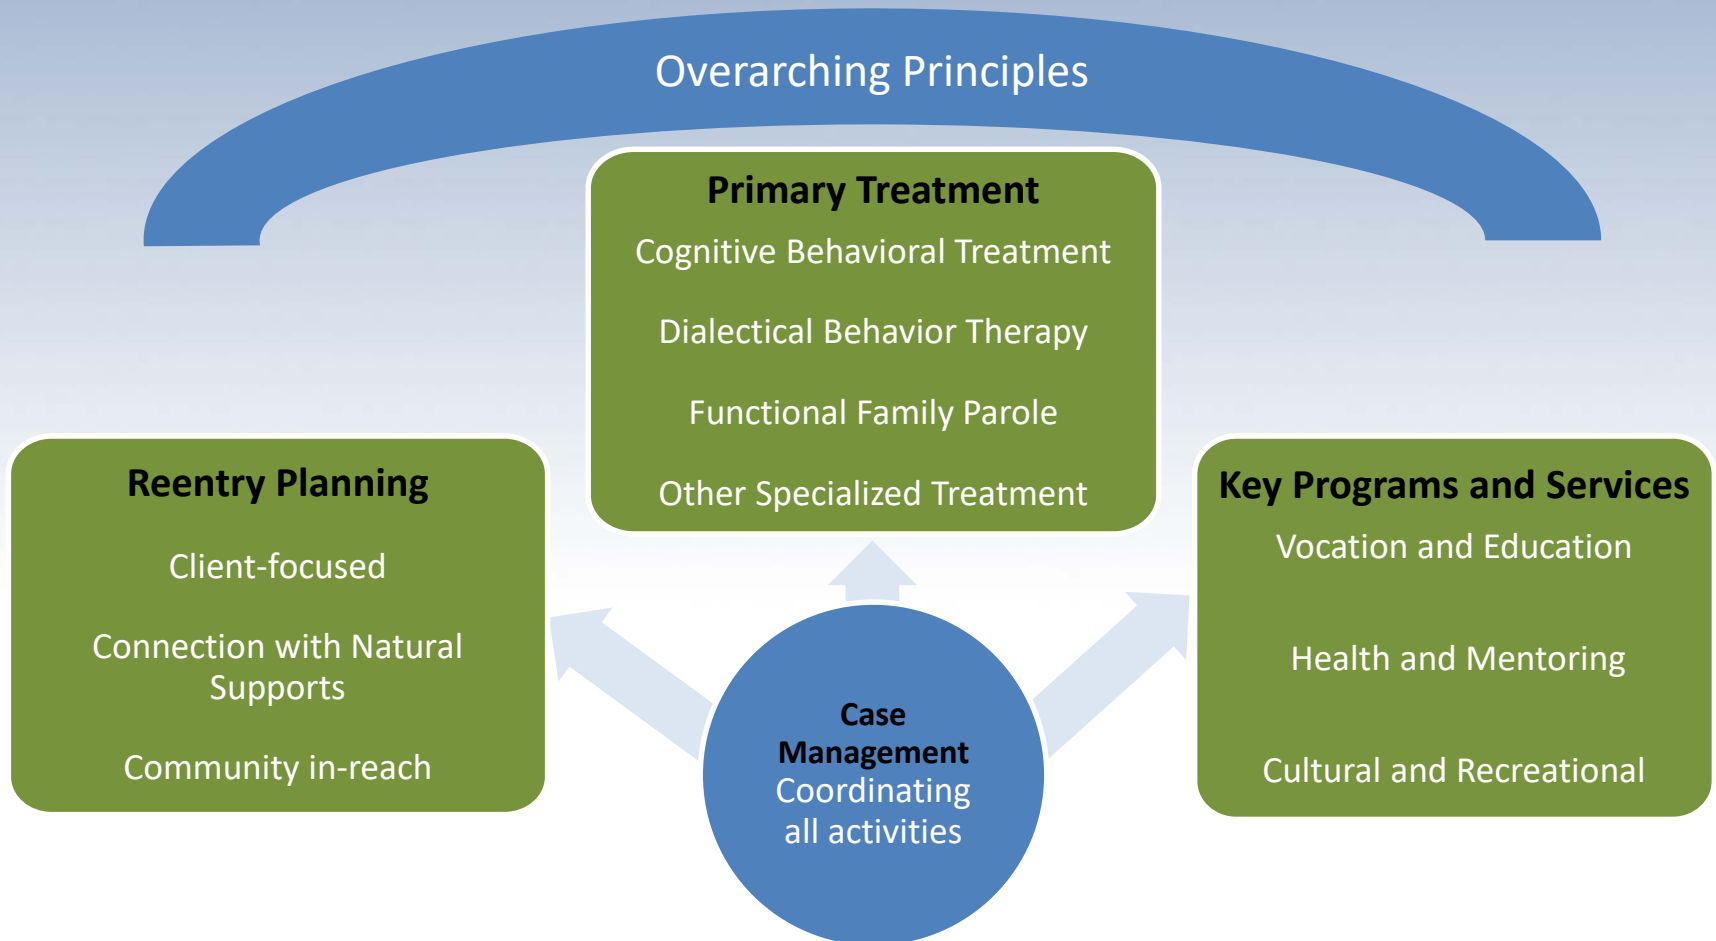 Overarching Principles
Primary Treatment
Cognitive Behavioral Treatment
Dialectical Behavior Therapy
Functional Family Parole
Other Specialized Treatment
Reentry Planning
Client-focused
Connection with Natural
Supports
Community in-reach
Key Programs and Services
Vocation and Education
Health and Mentoring
Cultural and Recreational
Case
Management
Coordinating
all activities